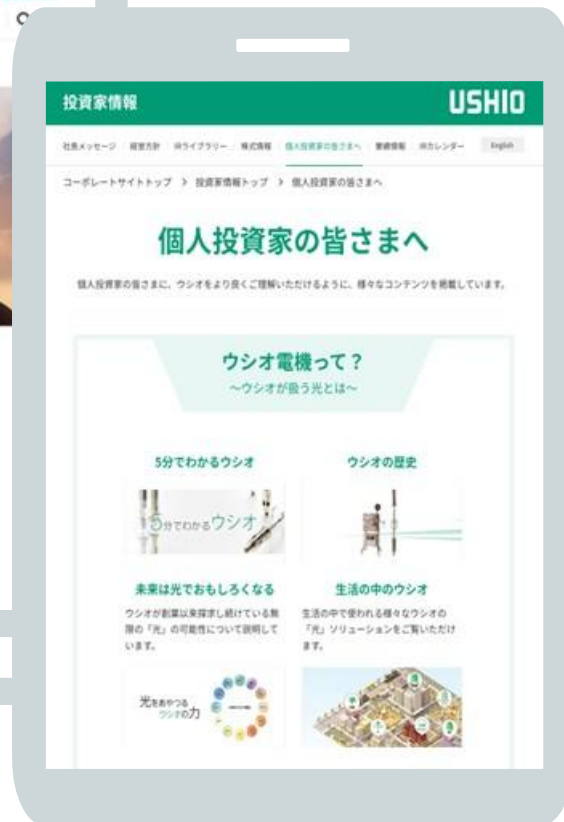 投資家情報
USHIO
社長メッセージ 経営方針 IRライブラリー 株式情報 個人投資家の皆さまへ 業績情報 IRカレンダー English
コーポレートサイトトップ > 投資家情報トップ > 個人投資家の皆さまへ
個人投資家の皆さまへ
個人投資家の皆さまに、ウシオをより良くご理解いただけるように、様々なコンテンツを掲載しています。
ウシオ電機って？
～ウシオが扱う光とは～
5分でわかるウシオ
ウシオの歴史
5分でわかるウシオ
未来は光でおもしろくなる
ウシオが創業以来探求し続けている無
限の「光」の可能性について説明して
います。
生活の中のウシオ
生活の中で使われる様々なウシオの
「光」ソリューションをご覧いただけ
ます。
光をあやつる
ウシオの力